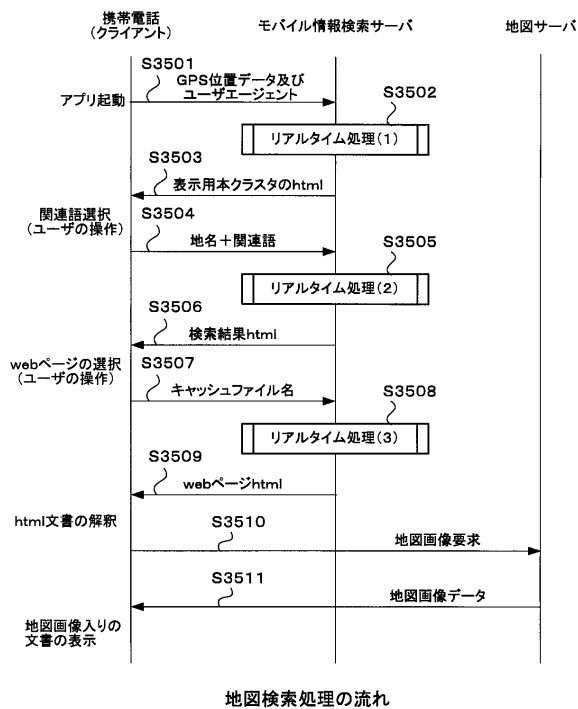 携帯電話
(クライアント)
モバイル情報検索サーバ
地図サーバ
S3501
GPS位置データ及び
ユーザエージェント
アプリ起動
S3502
リアルタイム処理(1)
S3503
表示用本クラスタのhtml
関連語選択
(ユーザの操作)
S3504
地名+関連語
S3505
リアルタイム処理(2)
S3506
検索結果html
webページの選択
(ユーザの操作)
S3507
キャッシュファイル名
S3508
リアルタイム処理(3)
S3509
webページhtml
html文書の解釈
S3510
地図画像要求
S3511
地図画像データ
地図画像入りの
文書の表示
地図検索処理の流れ